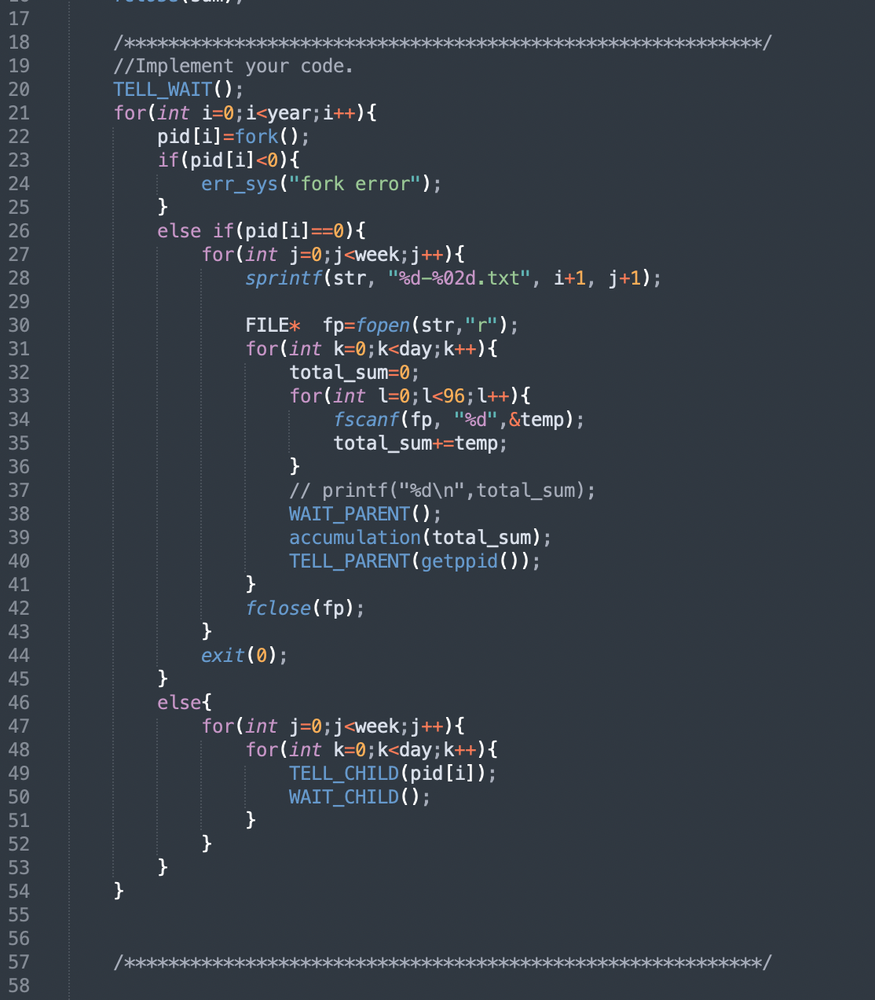 17
18 /**********************************************************/
19 //Implement your code.
20 TELL_WAIT();
21 for(int i=0;i<year;i++){
22 pid[i]=fork();
23 if(pid[i]<0){
24 err_sys("fork error");
25 }
26 else if(pid[i]==0){
27 for(int j=0;j<week;j++){
28 sprintf(str, "%d-%02d.txt", i+1, j+1);
29
30 FILE*  fp=fopen(str,"r");
31 for(int k=0;k<day;k++){
32 total_sum=0;
33 for(int l=0;l<96;l++){
34 fscanf(fp, "%d",&temp);
35 total_sum+=temp;
36 }
37 // printf("%d\n",total_sum);
38 WAIT_PARENT();
39 accumulation(total_sum);
40 TELL_PARENT(getppid());
41 }
42 fclose(fp);
43 }
44 exit(0);
45 }
46 else{
47 for(int j=0;j<week;j++){
48 for(int k=0;k<day;k++){
49 TELL_CHILD(pid[i]);
50 WAIT_CHILD();
51 }
52 }
53 }
54 }
55
56
57 /**********************************************************/
58